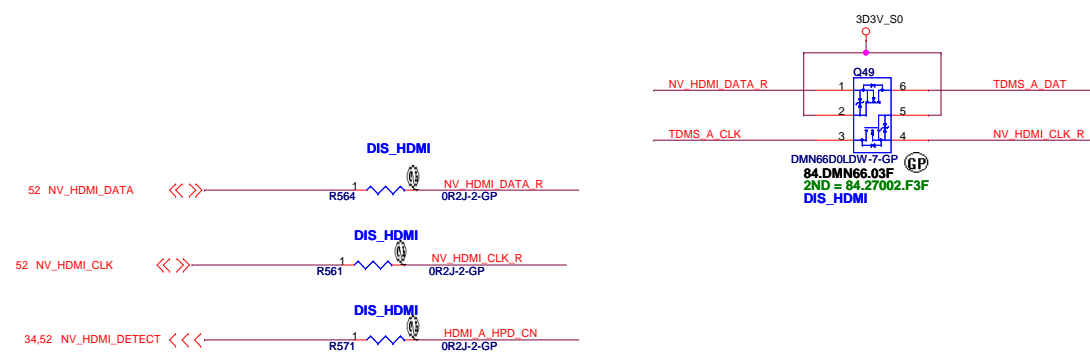 3D3V_S0
Q49
NV_HDMI_DATA_R 1 6 TDMS_A_DAT
2 5
TDMS_A_CLK 3 4 NV_HDMI_CLK_R
DMN66D0LDW-7-GP GP
84.DMN66.03F
2ND = 84.27002.F3F
DIS_HDMI
DIS_HDMI
52 NV_HDMI_DATA 1 NV_HDMI_DATA_R
R564 0R2J-2-GP
DIS_HDMI
52 NV_HDMI_CLK 1 NV_HDMI_CLK_R
R561 0R2J-2-GP
DIS_HDMI
34,52 NV_HDMI_DETECT 1 HDMI_A_HPD_CN
R571 0R2J-2-GP